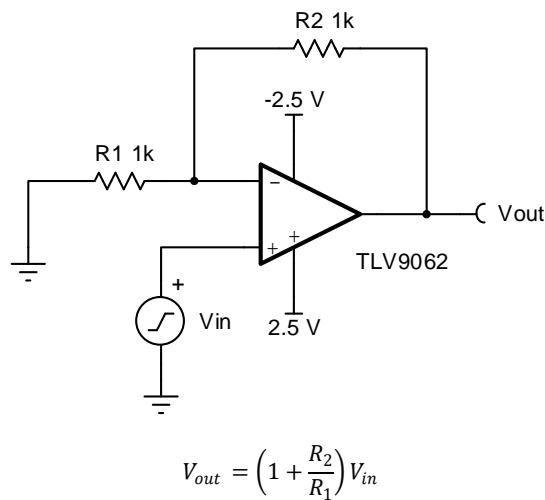 R2 1k
-2.5 V
R1 1k
−
Vout
+
+
TLV9062
+
Vin
2.5 V
V_out = (1 + R_2/R_1) V_in